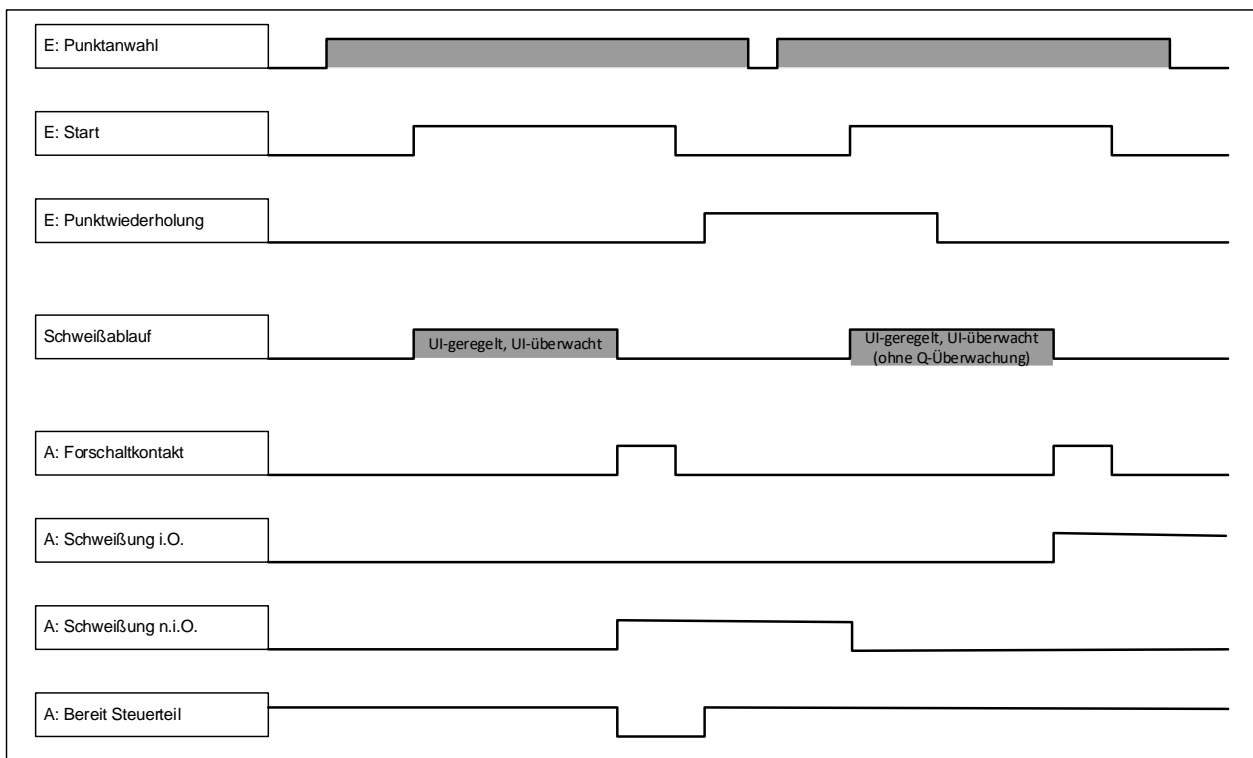 E: Punktanwahl
E: Start
E: Punktwiederholung
Schweißablauf
UI-geregelt, UI-überwacht
UI-geregelt, UI-überwacht
(ohne Q-Überwachung)
A: Forschaltkontakt
A: Schweißung i.O.
A: Schweißung n.i.O.
A: Bereit Steuerteil